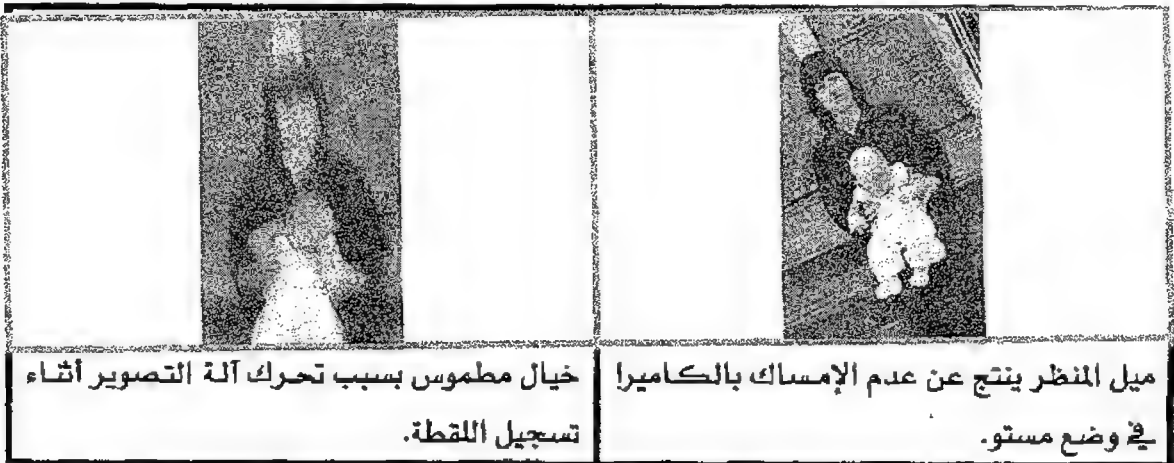 ميل المنظر ينتج عن عدم الإمساك بالكاميرا
في وضع مستو.
خيال مطموس بسبب تحرك آلة التصوير أثناء
تسجيل اللقطة.